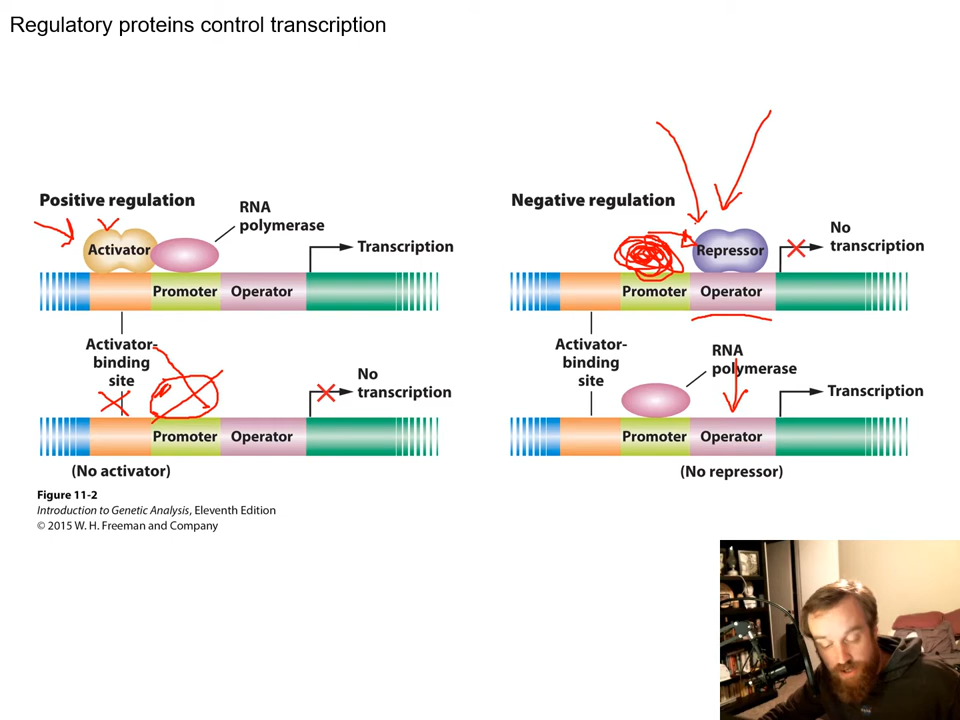 Regulatory proteins control transcription
Positive regulation
RNA
polymerase
Activator
Transcription
Promoter
Operator
Activator-
binding
site
No
transcription
Promoter
Operator
(No activator)
Negative regulation
No
transcription
Repressor
Promoter
Operator
Activator-
binding
site
RNA
polymerase
Transcription
Promoter
Operator
(No repressor)
Figure 11-2
Introduction to Genetic Analysis, Eleventh Edition
© 2015 W. H. Freeman and Company